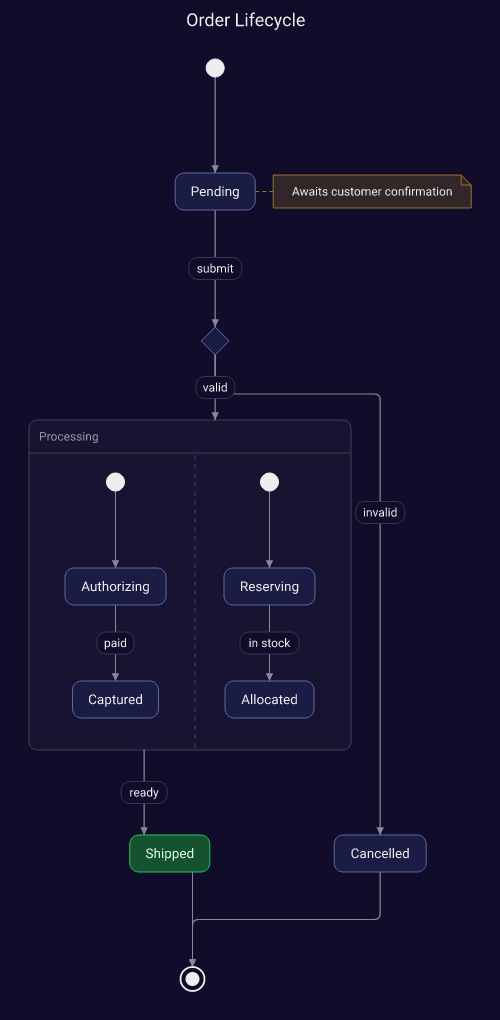 Order Lifecycle
Pending
Awaits customer confirmation
submit
valid
Processing
invalid
Authorizing
Reserving
paid
in stock
Captured
Allocated
ready
Shipped
Cancelled